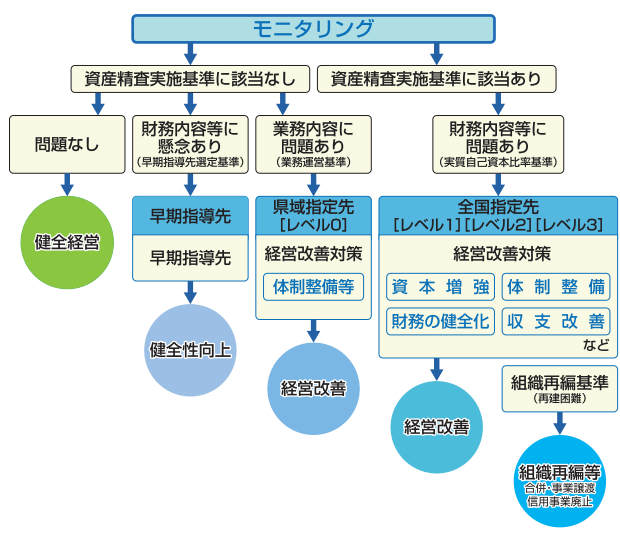 モニタリング
資産精査実施基準に該当なし
資産精査実施基準に該当あり
問題なし
財務内容等に
懸念あり
(早期指導先選定基準)
業務内容に
問題あり
(業務運営基準)
財務内容等に
問題あり
(実質自己資本比率基準)
健全経営
早期指導先
早期指導先
健全性向上
県域指定先
[レベル0]
経営改善対策
体制整備等
経営改善
全国指定先
[レベル1][レベル2][レベル3]
経営改善対策
資本増強
体制整備
財務の健全化
収支改善
など
経営改善
組織再編基準
(再建困難)
組織再編等
合併・事業譲渡
信用事業廃止